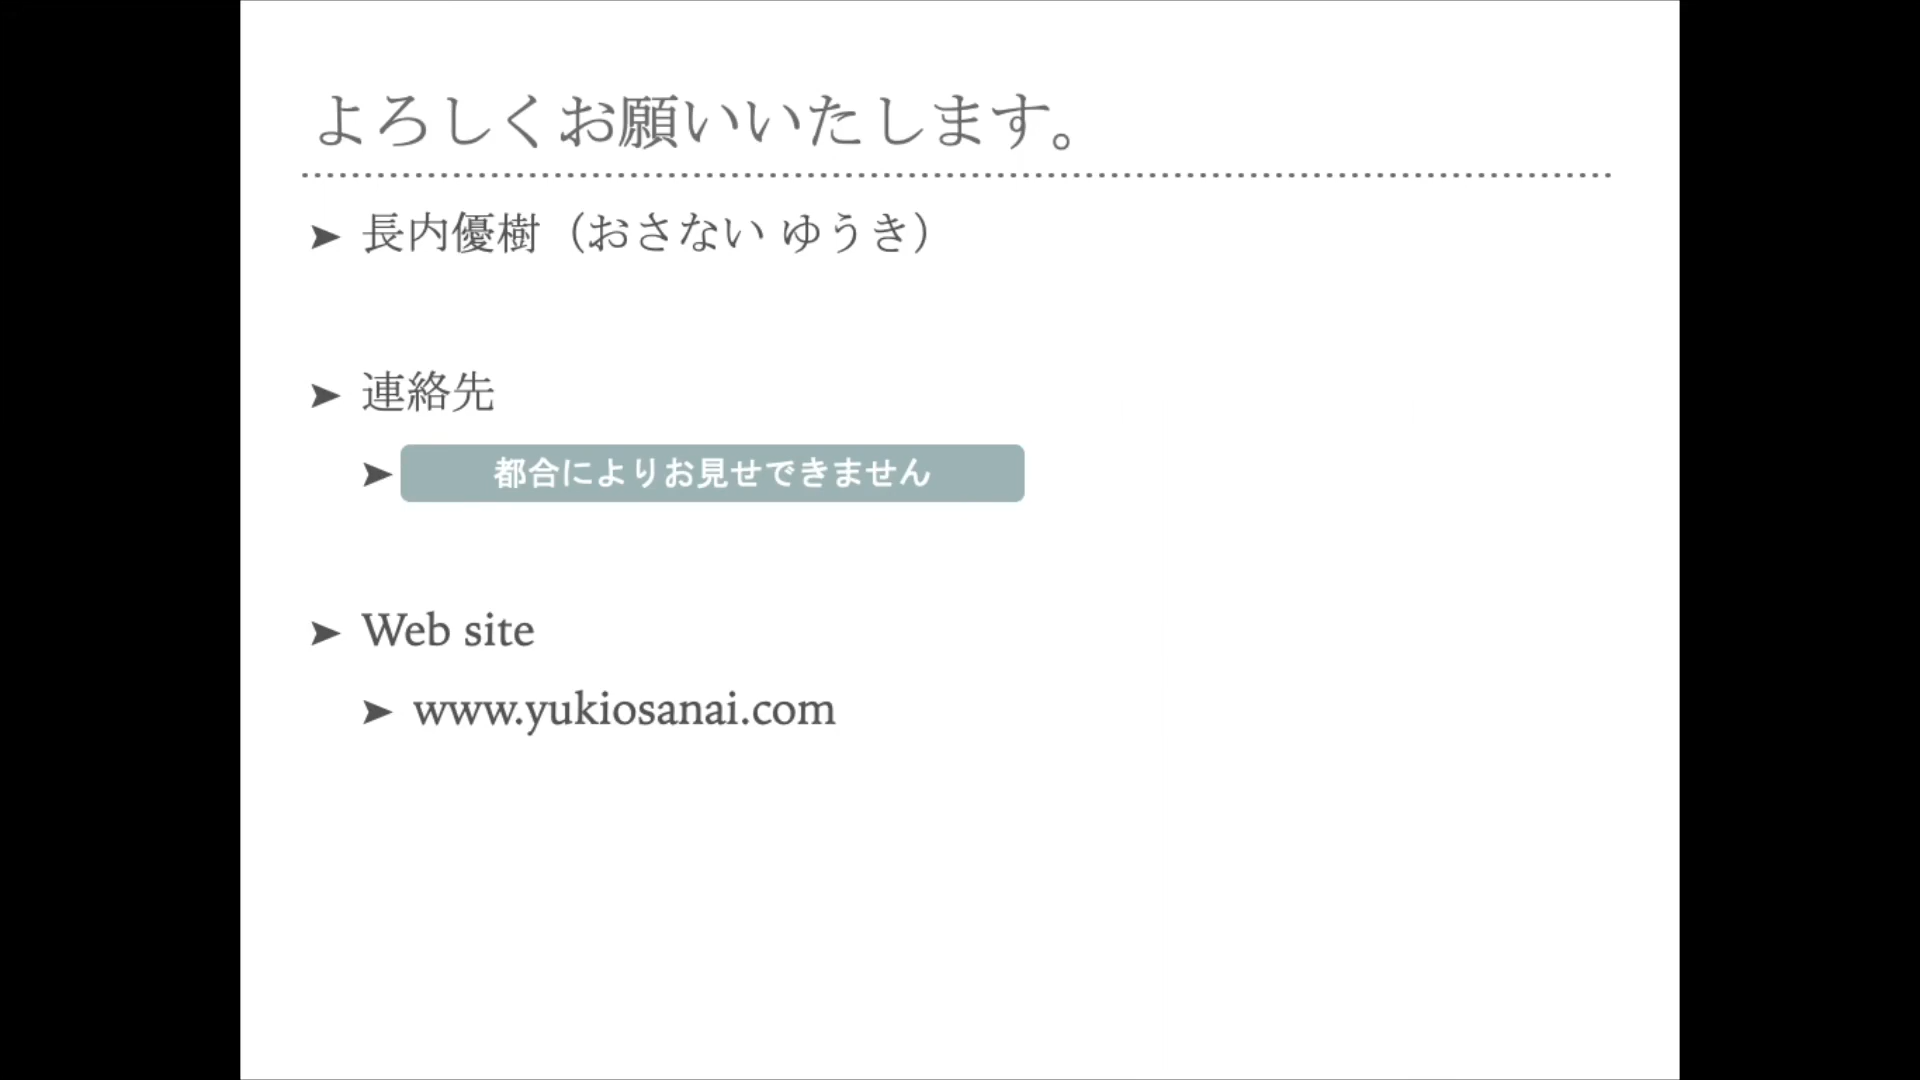 よろしくお願いいたします。
➤ 長内優樹（おさない ゆうき）
➤ 連絡先
➤ 都合によりお見せできません
➤ Web site
➤ www.yukiosanai.com